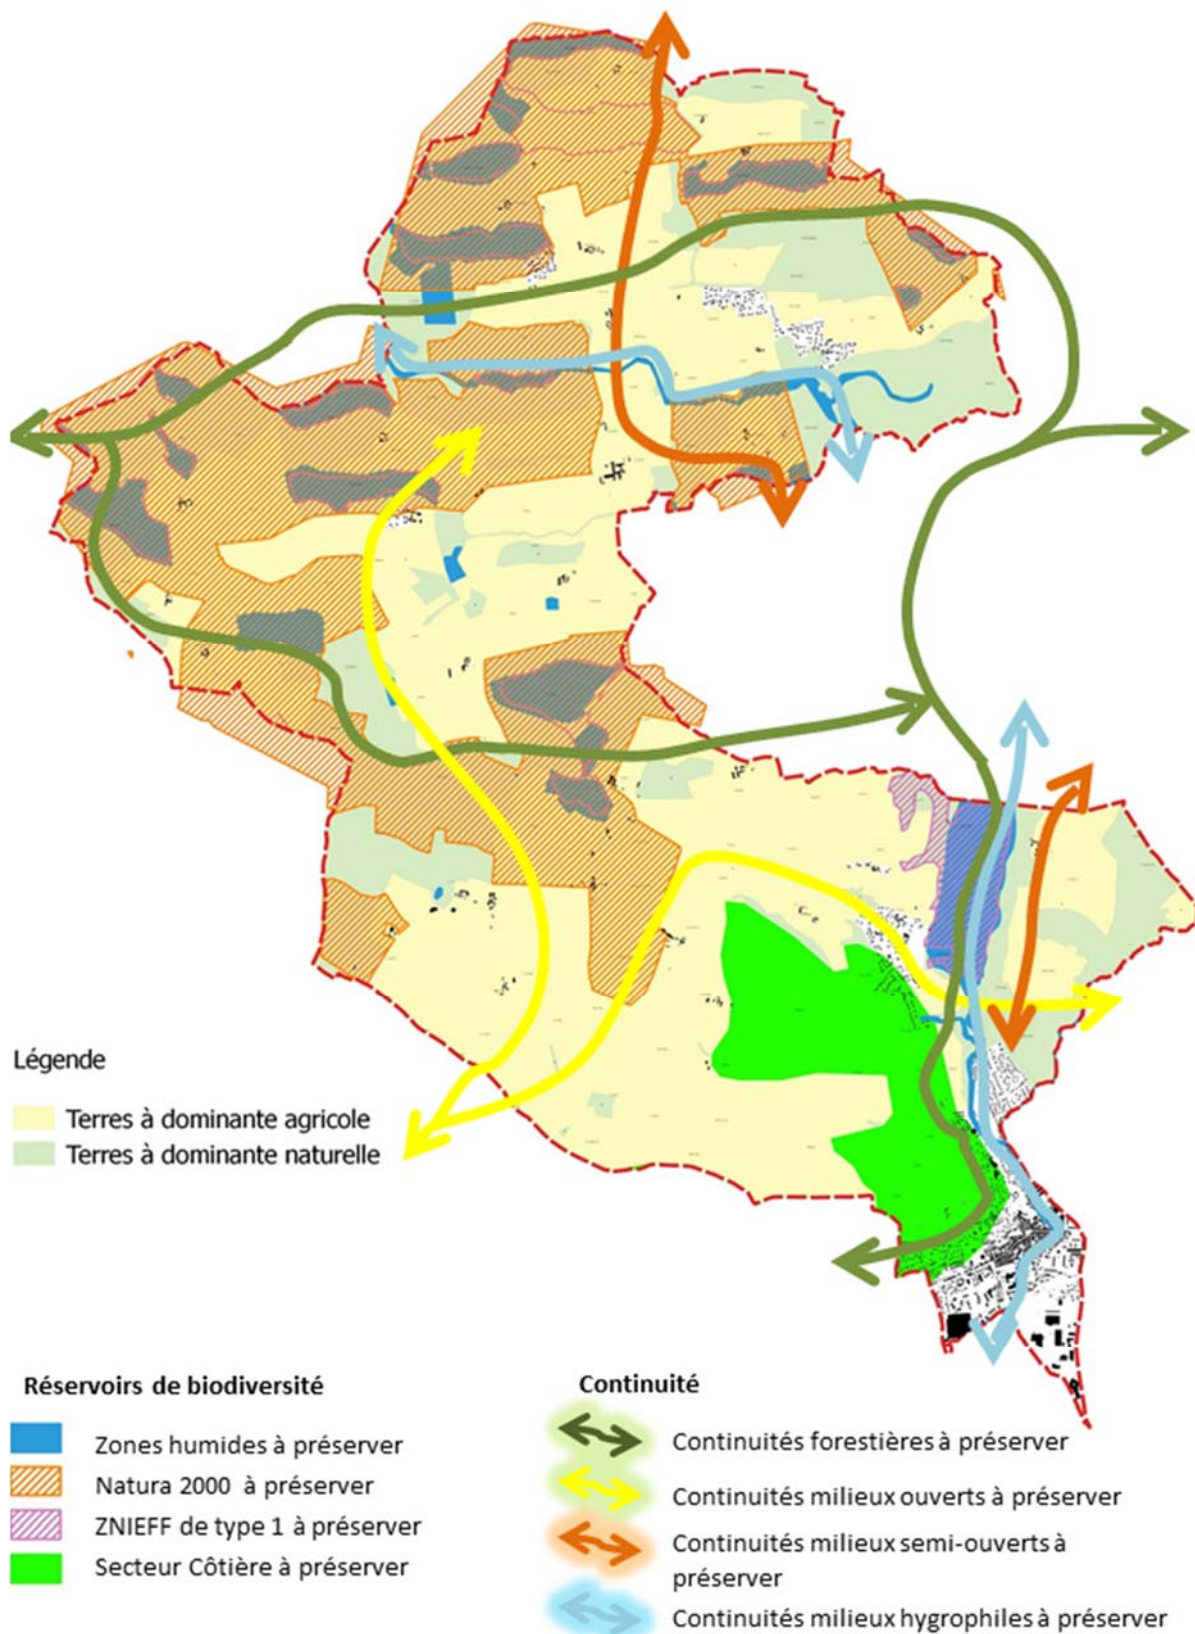 Légende
Terres à dominante agricole
Terres à dominante naturelle
Réservoirs de biodiversité
Zones humides à préserver
Natura 2000 à préserver
ZNIEFF de type 1 à préserver
Secteur Côtière à préserver
Continuité
Continuités forestières à préserver
Continuités milieux ouverts à préserver
Continuités milieux semi-ouverts à
préserver
Continuités milieux hygrophiles à préserver